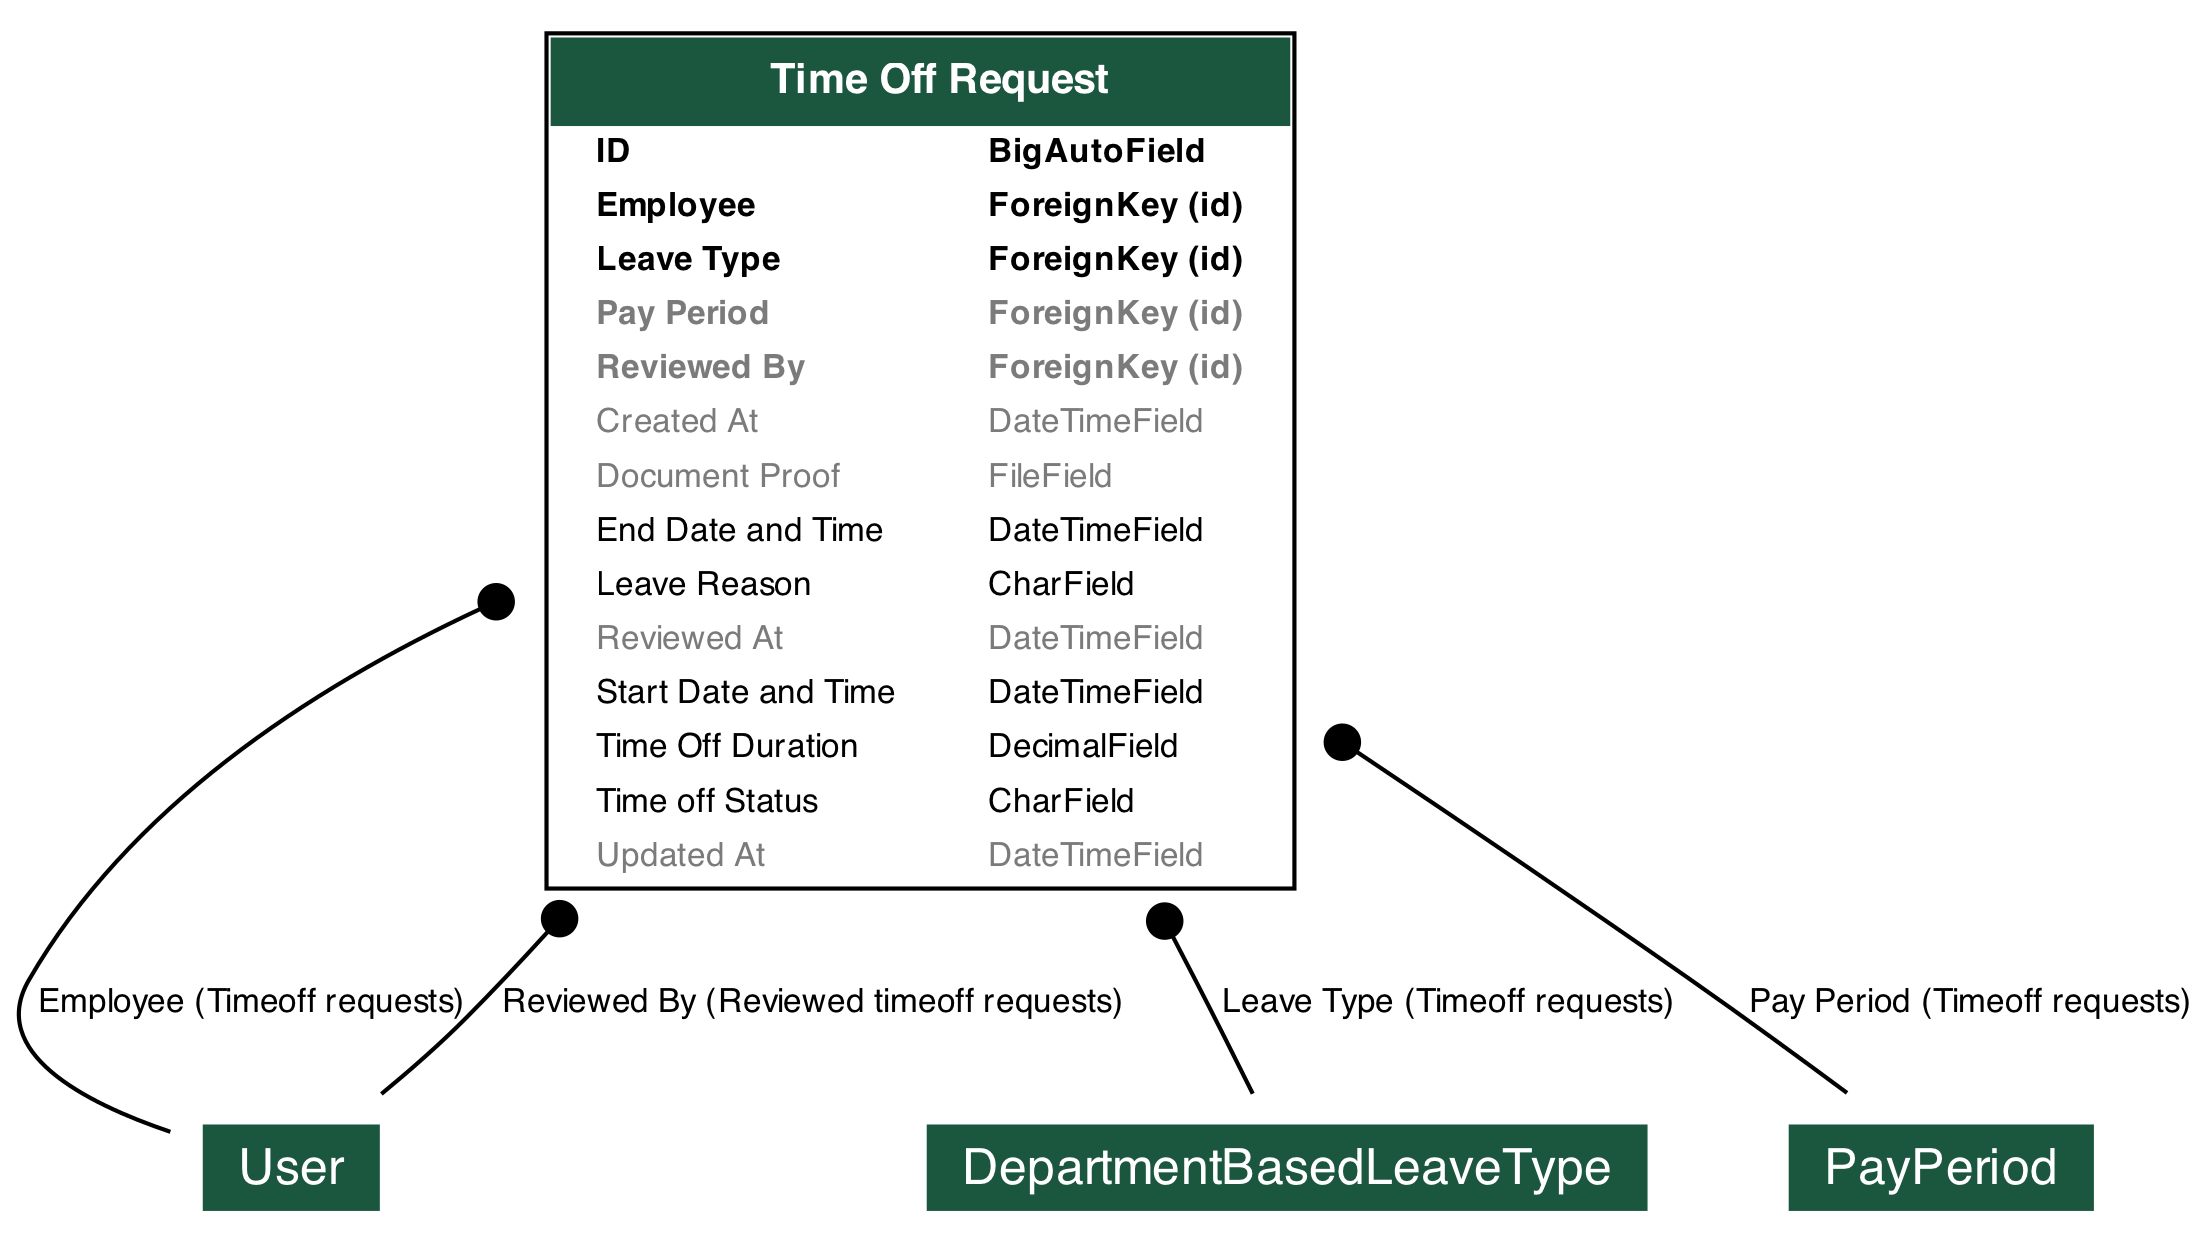 Time Off Request
ID BigAutoField
Employee ForeignKey (id)
Leave Type ForeignKey (id)
Pay Period ForeignKey (id)
Reviewed By ForeignKey (id)
Created At DateTimeField
Document Proof FileField
End Date and Time DateTimeField
Leave Reason CharField
Reviewed At DateTimeField
Start Date and Time DateTimeField
Time Off Duration DecimalField
Time off Status CharField
Updated At DateTimeField
Employee (Timeoff requests) Reviewed By (Reviewed timeoff requests) Leave Type (Timeoff requests) Pay Period (Timeoff requests)
User DepartmentBasedLeaveType PayPeriod